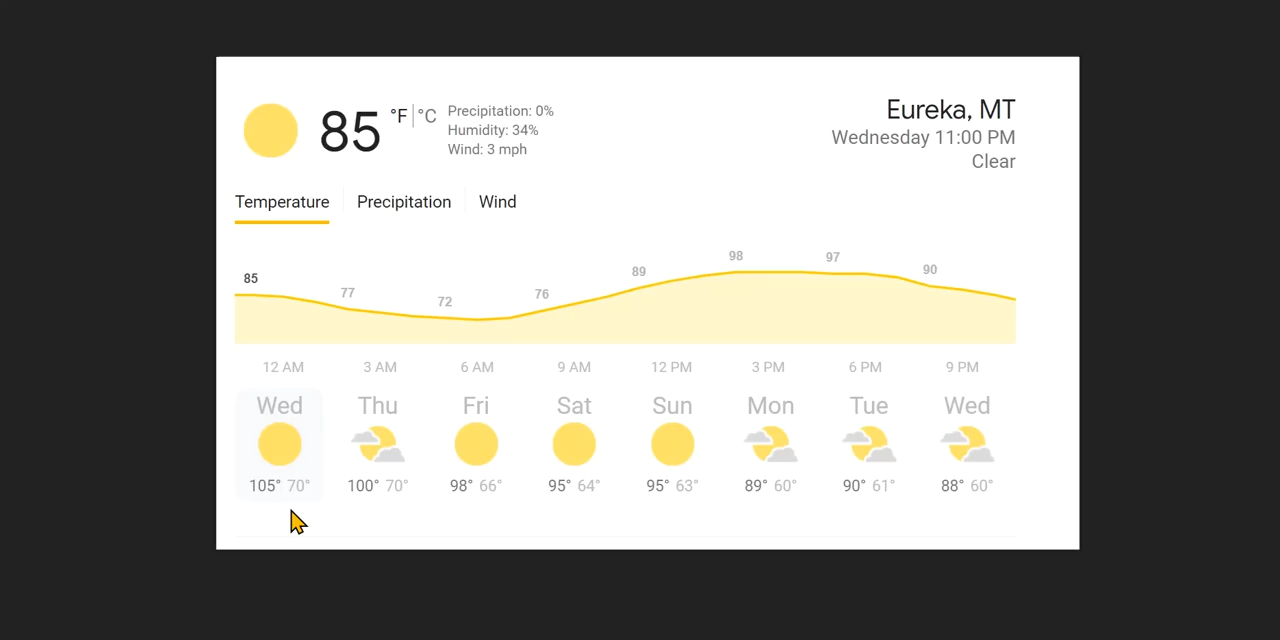 85 °F °C
Precipitation: 0%
Humidity: 34%
Wind: 3 mph
Eureka, MT
Wednesday 11:00 PM
Clear
Temperature Precipitation Wind
85 77 72 76 89 98 97 90
12 AM 3 AM 6 AM 9 AM 12 PM 3 PM 6 PM 9 PM
Wed Thu Fri Sat Sun Mon Tue Wed
105° 70° 100° 70° 98° 66° 95° 64° 95° 63° 89° 60° 90° 61° 88° 60°